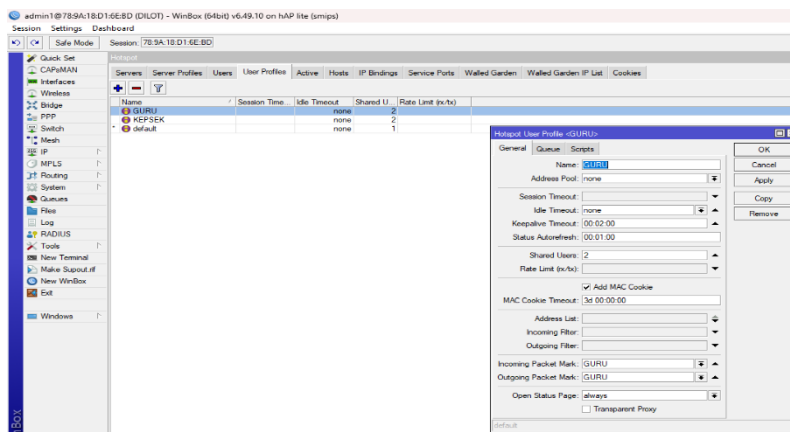 admin1@78:9A:18:D1:6E:BD (DILOT) - WinBox (64bit) v6.49.10 on hAP lite (smips)
Session Settings Dashboard
Safe Mode Session: 78:9A:18:D1:6E:BD
Quick Set
CAPsMAN
Interfaces
Wireless
Bridge
PPP
Switch
Mesh
IP
MPLS
Routing
System
Queues
Files
Log
RADIUS
Tools
New Terminal
Make Supout.rif
New WinBox
Exit
Windows
Hotspot
Servers Server Profiles Users User Profiles Active Hosts IP Bindings Service Ports Walled Garden Walled Garden IP List Cookies
Name Session Time... Idle Timeout Shared U... Rate Limit (rx/tx)
GURU none 2
KEPSEK none 2
* default none 1
Hotspot User Profile <GURU>
General Queue Scripts
Name: GURU
Address Pool: none
Session Timeout:
Idle Timeout: none
Keepalive Timeout: 00:02:00
Status Autorefresh: 00:01:00
Shared Users: 2
Rate Limit (rx/tx):
Add MAC Cookie
MAC Cookie Timeout: 3d 00:00:00
Address List:
Incoming Filter:
Outgoing Filter:
Incoming Packet Mark: GURU
Outgoing Packet Mark: GURU
Open Status Page: always
Transparent Proxy
default
OK
Cancel
Apply
Copy
Remove